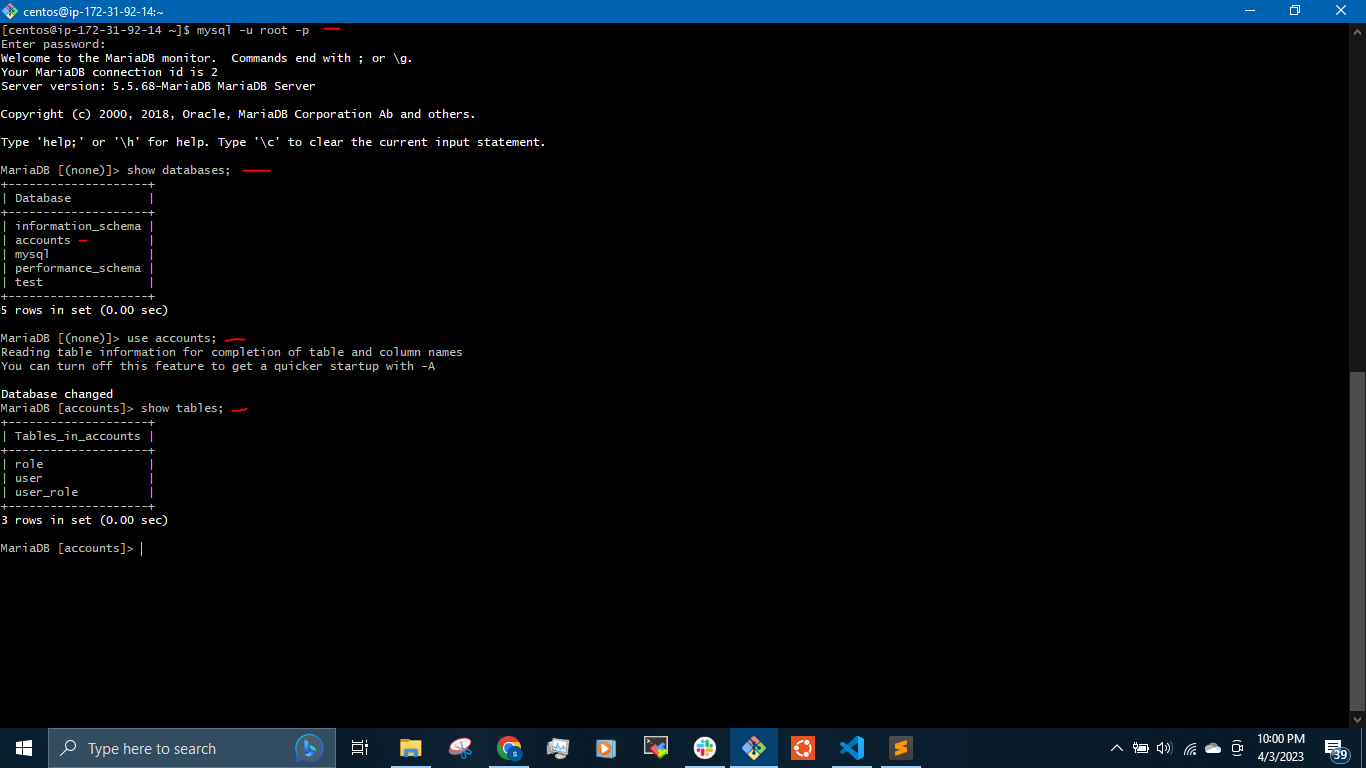 centos@ip-172-31-92-14:~
[centos@ip-172-31-92-14 ~]$ mysql -u root -p
Enter password:
Welcome to the MariaDB monitor.  Commands end with ; or \g.
Your MariaDB connection id is 2
Server version: 5.5.68-MariaDB MariaDB Server

Copyright (c) 2000, 2018, Oracle, MariaDB Corporation Ab and others.

Type 'help;' or '\h' for help. Type '\c' to clear the current input statement.

MariaDB [(none)]> show databases;
+--------------------+
| Database           |
+--------------------+
| information_schema |
| accounts           |
| mysql              |
| performance_schema |
| test               |
+--------------------+
5 rows in set (0.00 sec)

MariaDB [(none)]> use accounts;
Reading table information for completion of table and column names
You can turn off this feature to get a quicker startup with -A

Database changed
MariaDB [accounts]> show tables;
+--------------------+
| Tables_in_accounts |
+--------------------+
| role               |
| user               |
| user_role          |
+--------------------+
3 rows in set (0.00 sec)

MariaDB [accounts]>
Type here to search
10:00 PM
4/3/2023
39